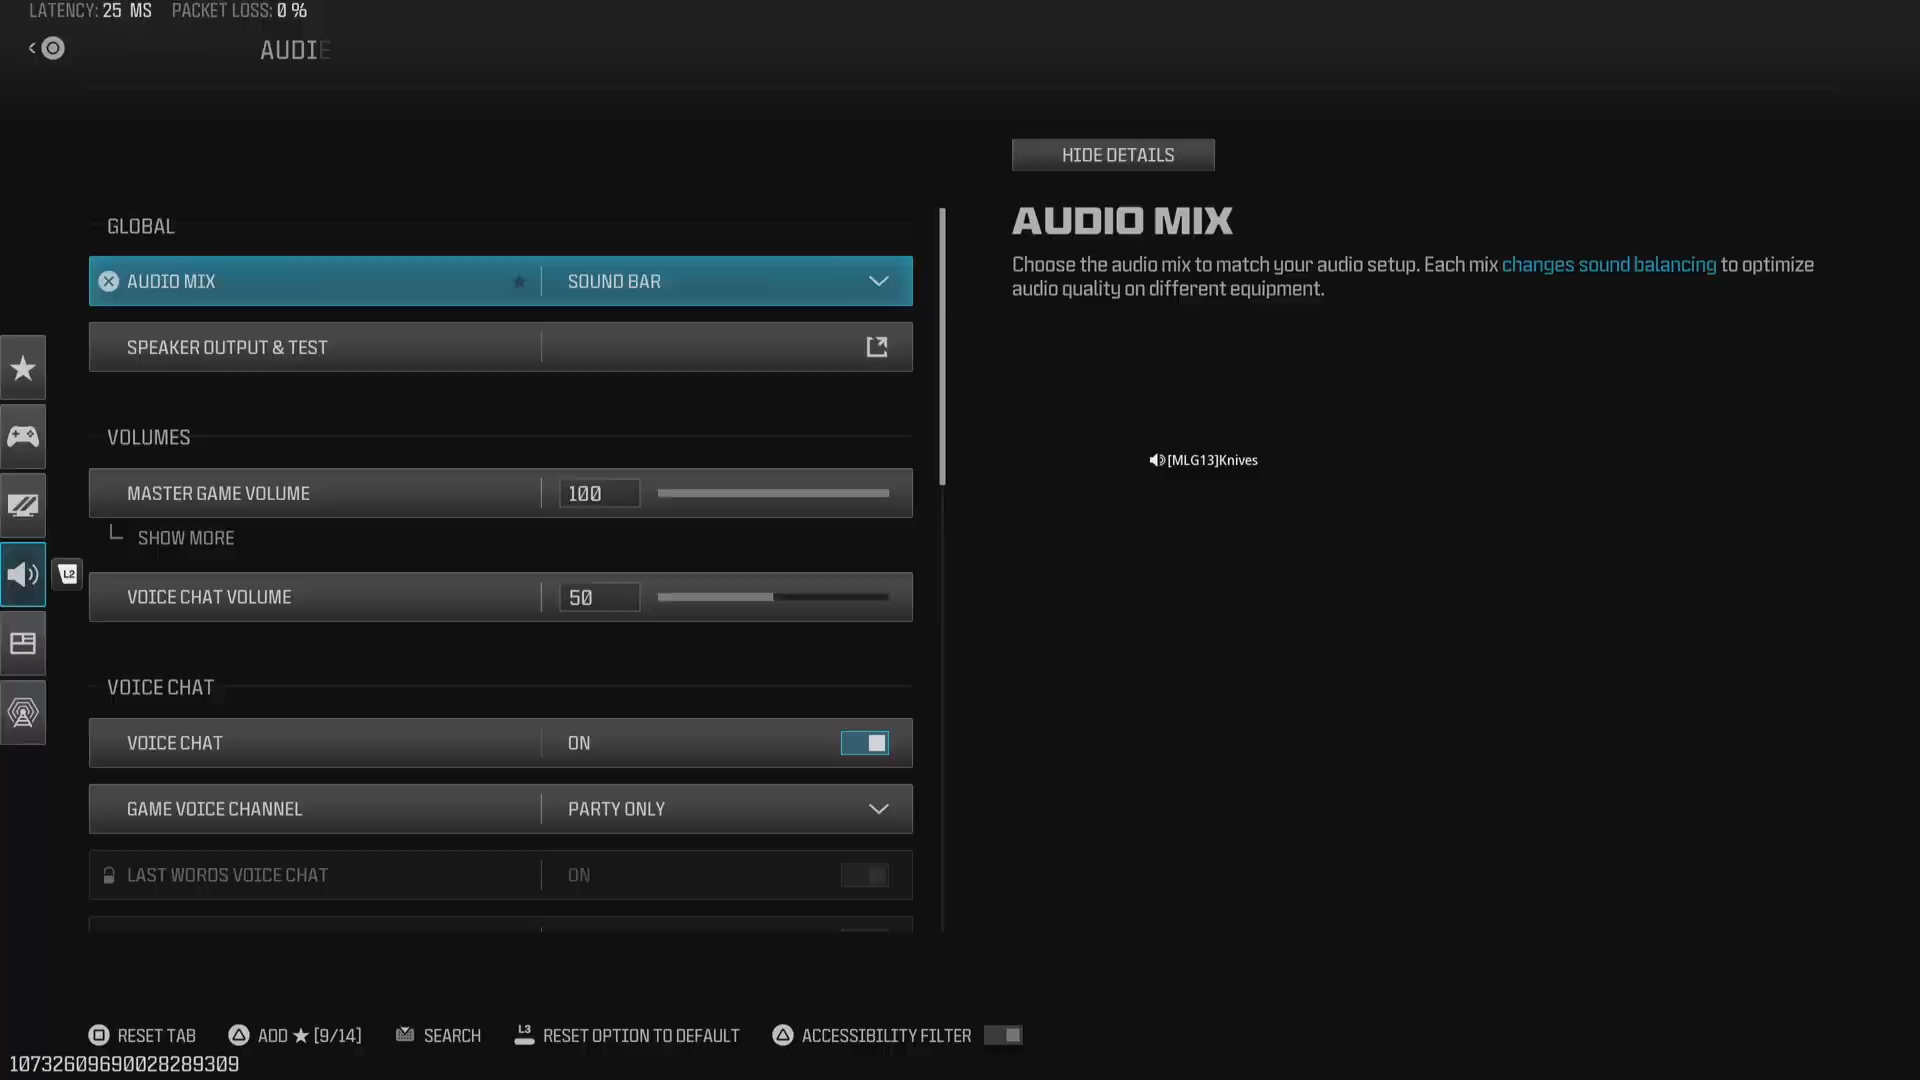 LATENCY: 25 MS PACKET LOSS: 0 %
AUDIE
HIDE DETAILS
GLOBAL
AUDIO MIX SOUND BAR
SPEAKER OUTPUT & TEST
VOLUMES
MASTER GAME VOLUME 100
SHOW MORE
L2
VOICE CHAT VOLUME 50
VOICE CHAT
VOICE CHAT ON
GAME VOICE CHANNEL PARTY ONLY
LAST WORDS VOICE CHAT ON
AUDIO MIX
Choose the audio mix to match your audio setup. Each mix changes sound balancing to optimize
audio quality on different equipment.
[MLG13]Knives
RESET TAB ADD ★ [9/14] SEARCH L3 RESET OPTION TO DEFAULT ACCESSIBILITY FILTER
10732609690028289309